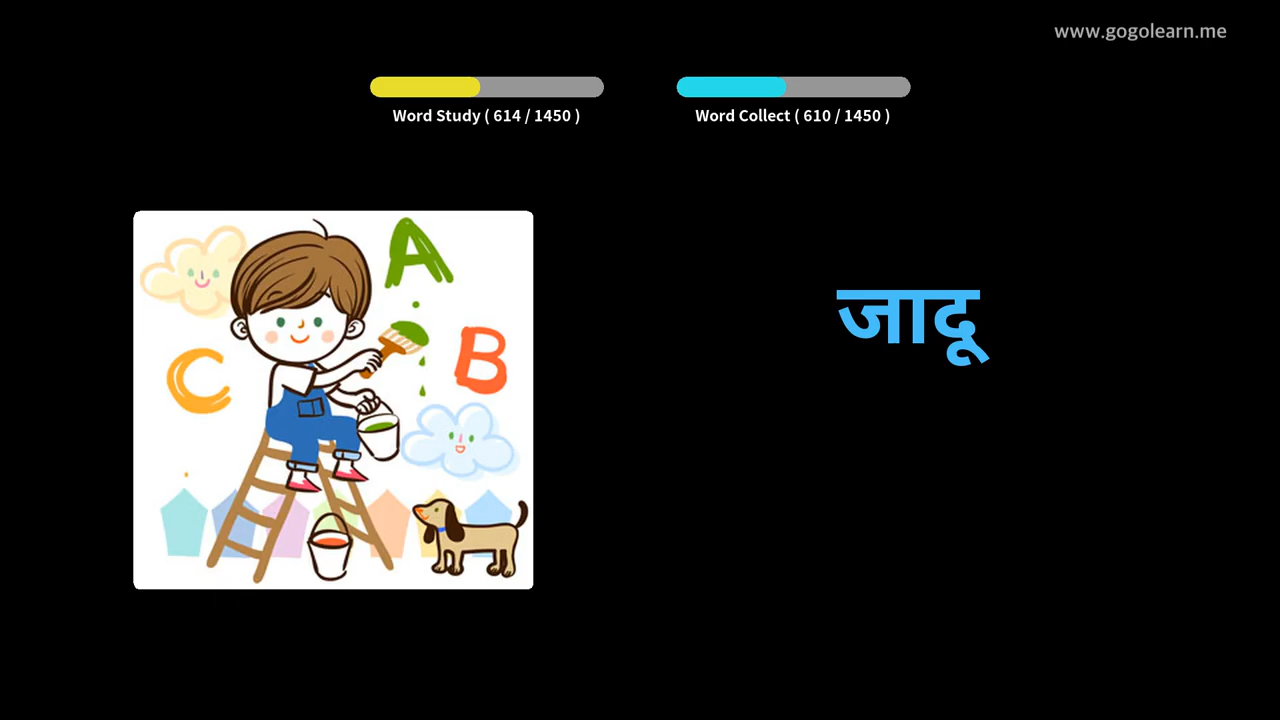 www.gogolearn.me
Word Study ( 614 / 1450 )
Word Collect ( 610 / 1450 )
A
B
C
जादू